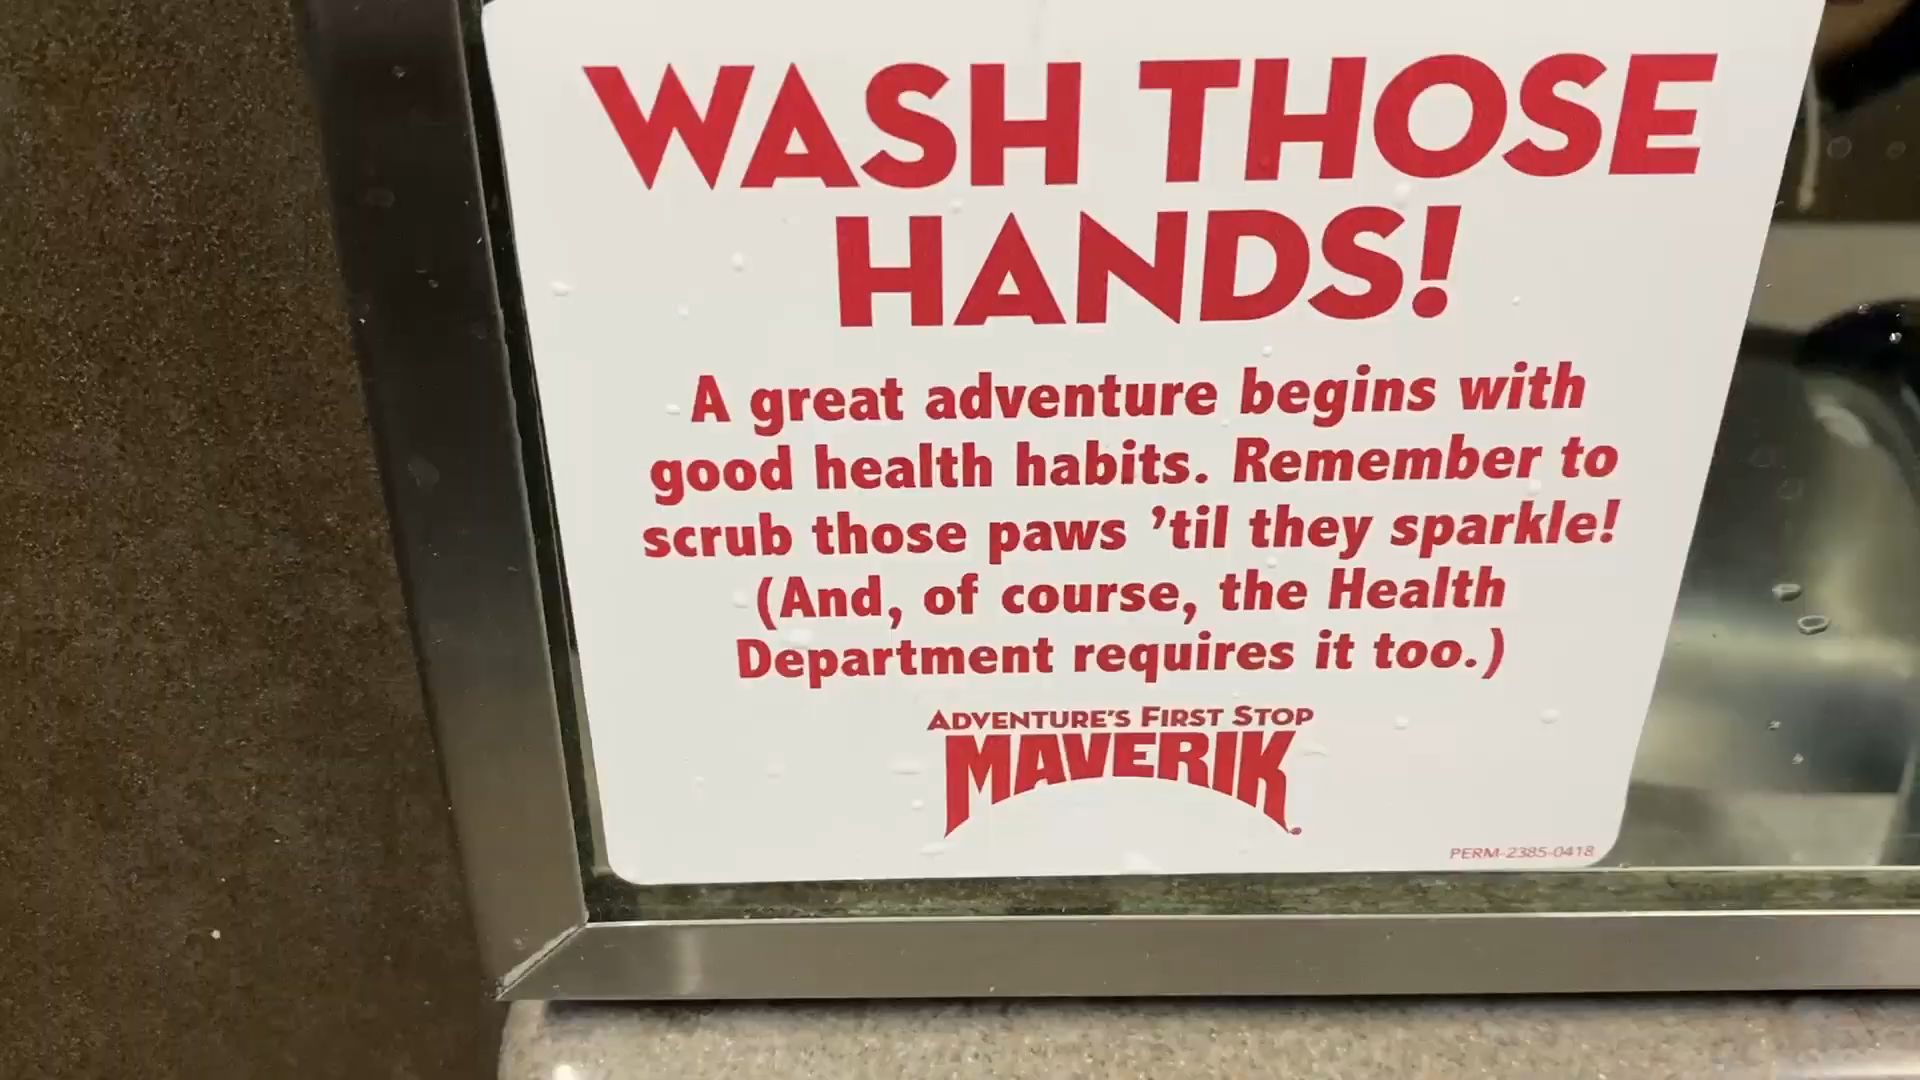 WASH THOSE
HANDS!
A great adventure begins with
good health habits. Remember to
scrub those paws ’til they sparkle!
(And, of course, the Health
Department requires it too.)
ADVENTURE'S FIRST STOP
MAVERIK
PERM-2385-0418